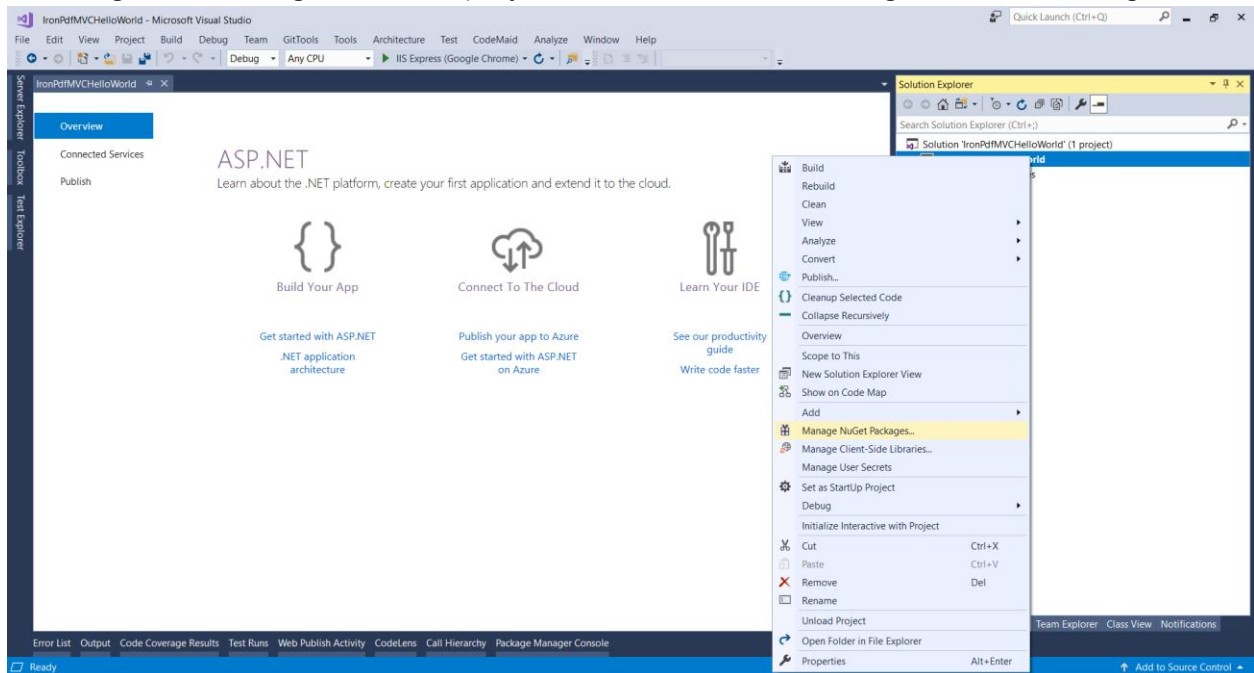 IronPdfMVCHelloWorld - Microsoft Visual Studio
Quick Launch (Ctrl+Q)
File Edit View Project Build Debug Team GitTools Tools Architecture Test CodeMaid Analyze Window Help
Debug Any CPU IIS Express (Google Chrome)
Server Explorer
Toolbox
Test Explorer
IronPdfMVCHelloWorld
Overview
Connected Services
Publish
ASP.NET
Learn about the .NET platform, create your first application and extend it to the cloud.
Build Your App
Get started with ASP.NET
.NET application
architecture
Connect To The Cloud
Publish your app to Azure
Get started with ASP.NET
on Azure
Learn Your IDE
See our productivity
guide
Write code faster
Solution Explorer
Search Solution Explorer (Ctrl+;)
Solution 'IronPdfMVCHelloWorld' (1 project)
Build
Rebuild
Clean
View
Analyze
Convert
Publish...
Cleanup Selected Code
Collapse Recursively
Overview
Scope to This
New Solution Explorer View
Show on Code Map
Add
Manage NuGet Packages...
Manage Client-Side Libraries...
Manage User Secrets
Set as StartUp Project
Debug
Initialize Interactive with Project
Cut Ctrl+X
Paste Ctrl+V
Remove Del
Rename
Unload Project
Open Folder in File Explorer
Properties Alt+Enter
Team Explorer Class View Notifications
Error List Output Code Coverage Results Test Runs Web Publish Activity CodeLens Call Hierarchy Package Manager Console
Ready
Add to Source Control